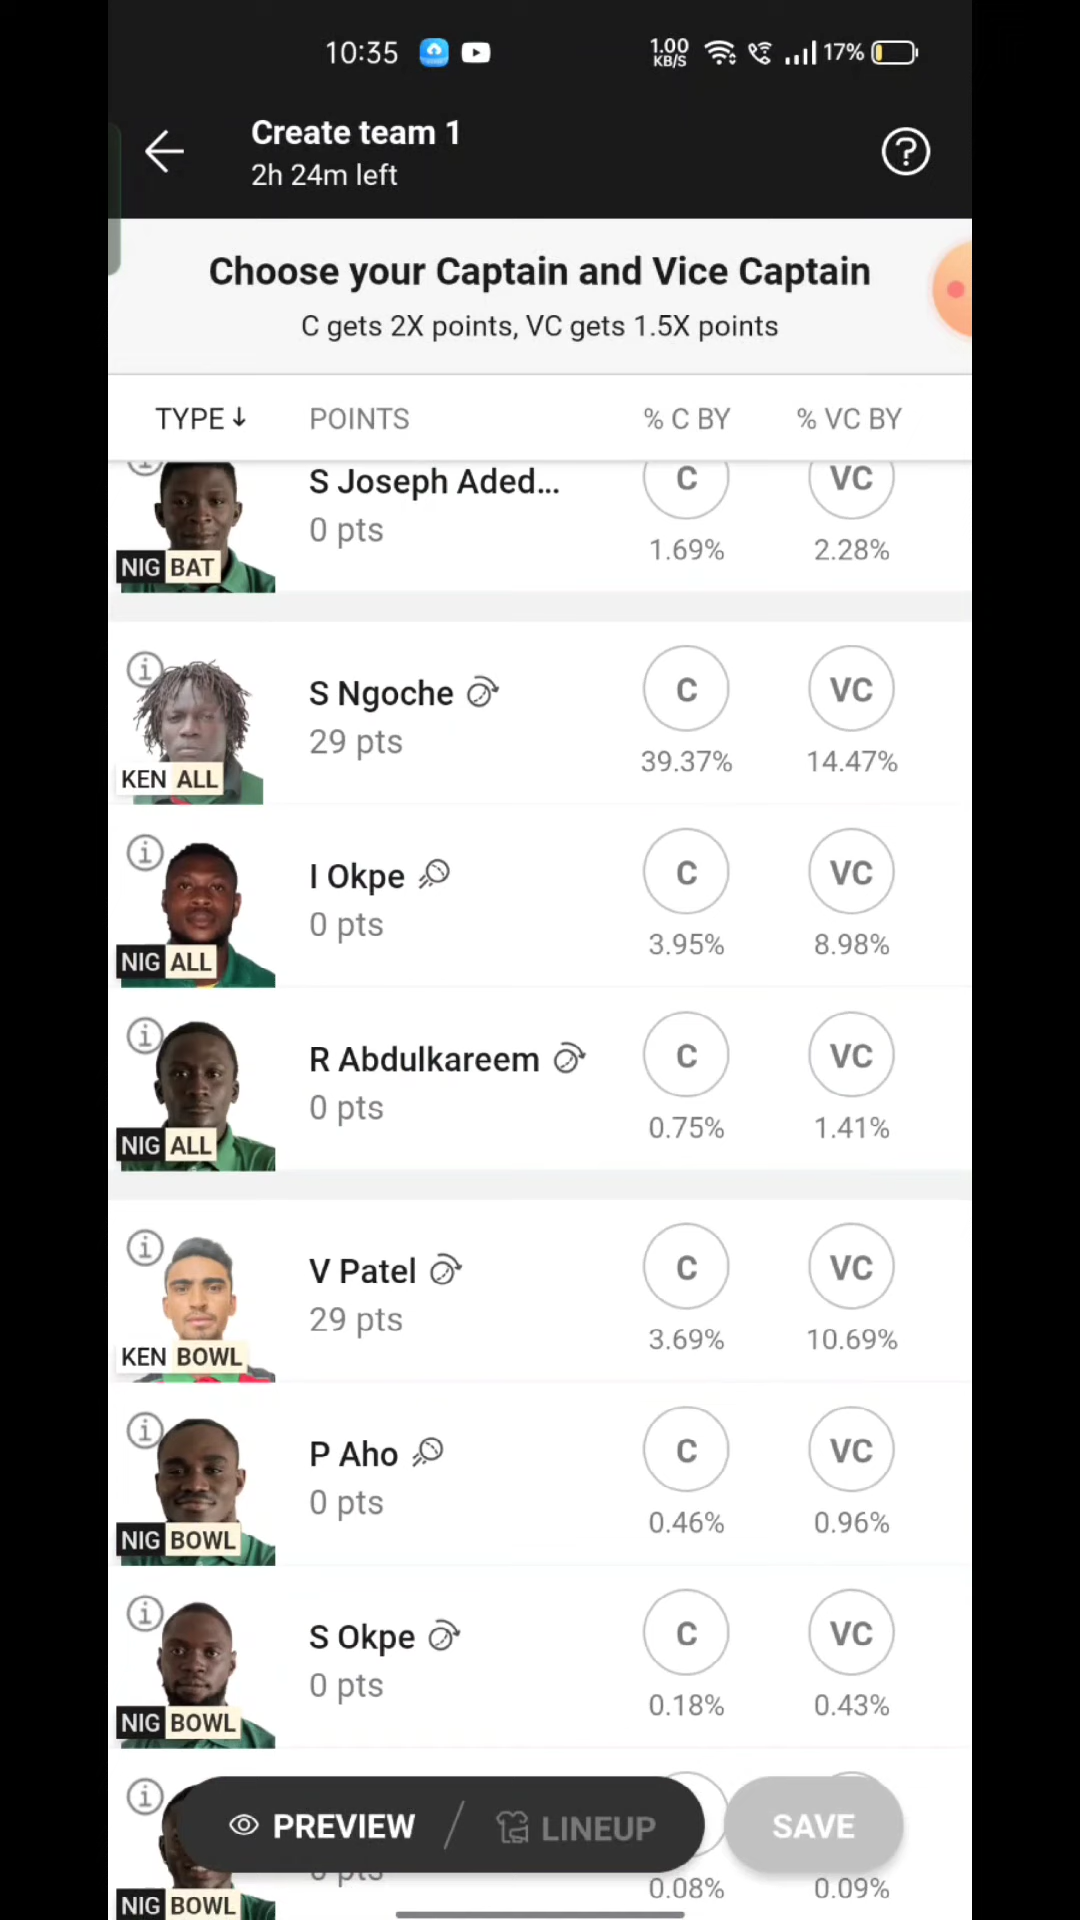 10:35 1.00 KB/S 17%
Create team 1
2h 24m left
Choose your Captain and Vice Captain
C gets 2X points, VC gets 1.5X points
TYPE POINTS % C BY % VC BY
S Joseph Aded... C VC
0 pts 1.69% 2.28%
NIG BAT
S Ngoche C VC
29 pts 39.37% 14.47%
KEN ALL
I Okpe C VC
0 pts 3.95% 8.98%
NIG ALL
R Abdulkareem C VC
0 pts 0.75% 1.41%
NIG ALL
V Patel C VC
29 pts 3.69% 10.69%
KEN BOWL
P Aho C VC
0 pts 0.46% 0.96%
NIG BOWL
S Okpe C VC
0 pts 0.18% 0.43%
NIG BOWL
PREVIEW / LINEUP SAVE
0 pts 0.08% 0.09%
NIG BOWL